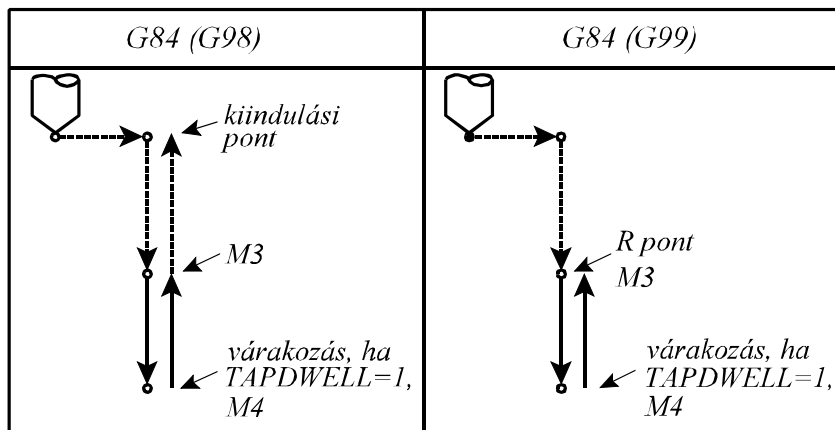 G84 (G98)
G84 (G99)
kiindulási
pont
M3
várakozás, ha
TAPDWELL=1,
M4
R pont
M3
várakozás, ha
TAPDWELL=1,
M4